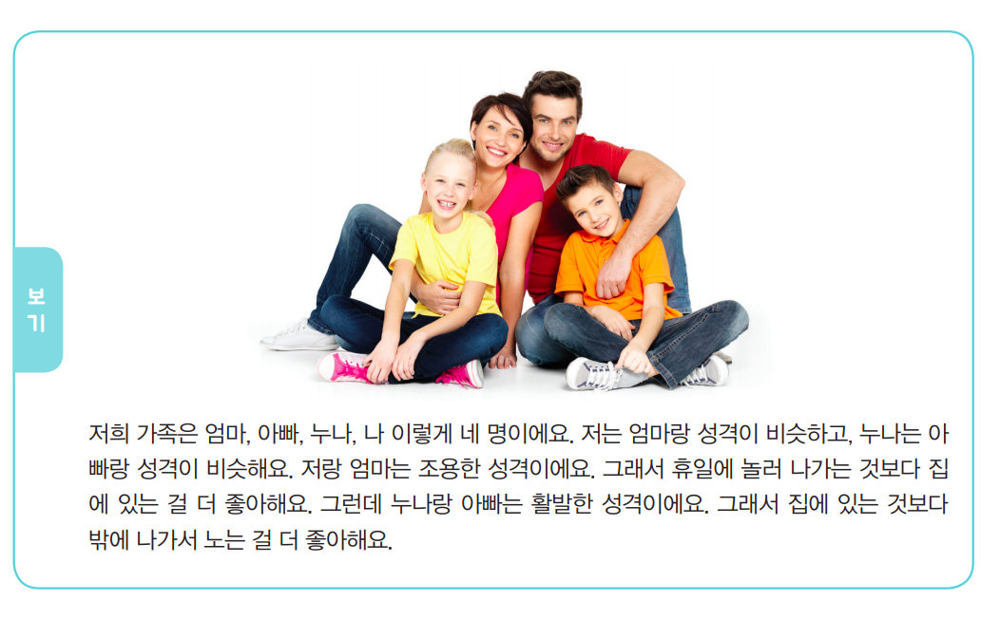 보
기
저희 가족은 엄마, 아빠, 누나, 나 이렇게 네 명이에요. 저는 엄마랑 성격이 비슷하고, 누나는 아
빠랑 성격이 비슷해요. 저랑 엄마는 조용한 성격이에요. 그래서 휴일에 놀러 나가는 것보다 집
에 있는 걸 더 좋아해요. 그런데 누나랑 아빠는 활발한 성격이에요. 그래서 집에 있는 것보다
밖에 나가서 노는 걸 더 좋아해요.